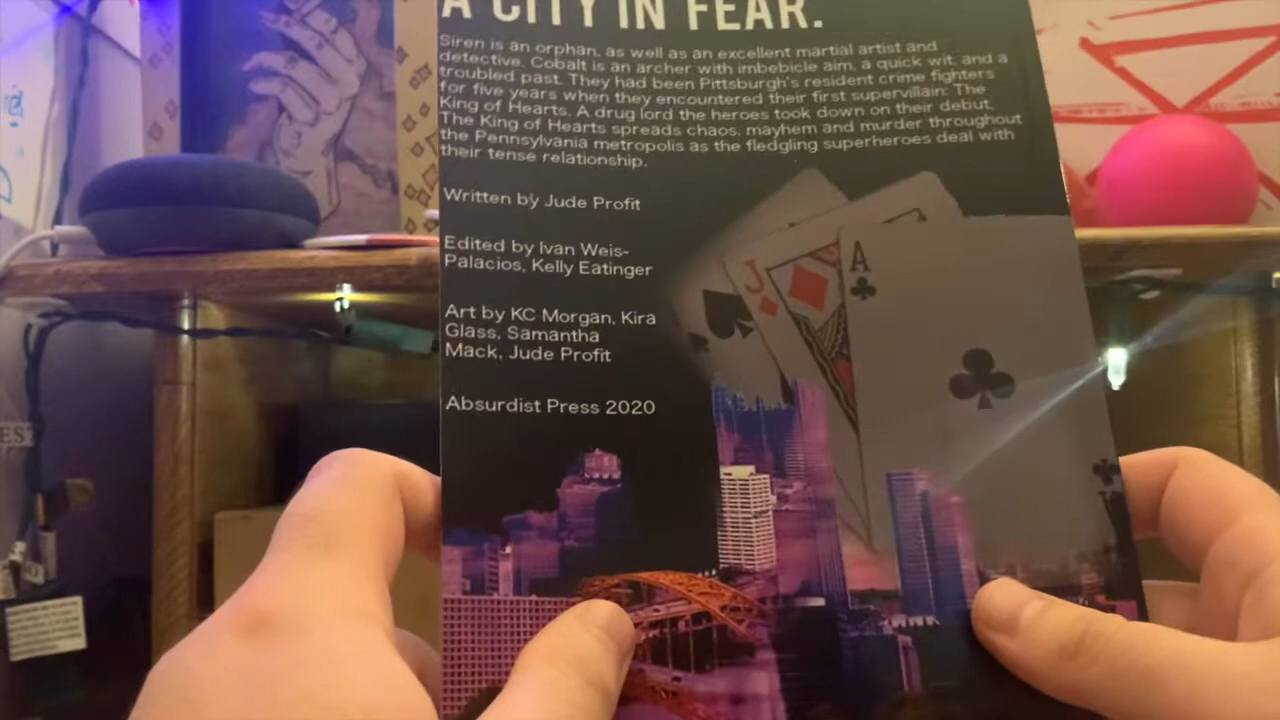 A CITY IN FEAR.
Siren is an orphan, as well as an excellent martial artist and
detective. Cobalt is an archer with imbebicle aim, a quick wit, and a
troubled past. They had been Pittsburgh's resident crime fighters
for five years when they encountered their first supervillain: The
King of Hearts. A drug lord the heroes took down on their debut,
The King of Hearts spreads chaos, mayhem and murder throughout
the Pennsylvania metropolis as the fledgling superheroes deal with
their tense relationship.
Written by Jude Profit
Edited by Ivan Weis-
Palacios, Kelly Eatinger
Art by KC Morgan, Kira
Glass, Samantha
Mack, Jude Profit
Absurdist Press 2020
J
A